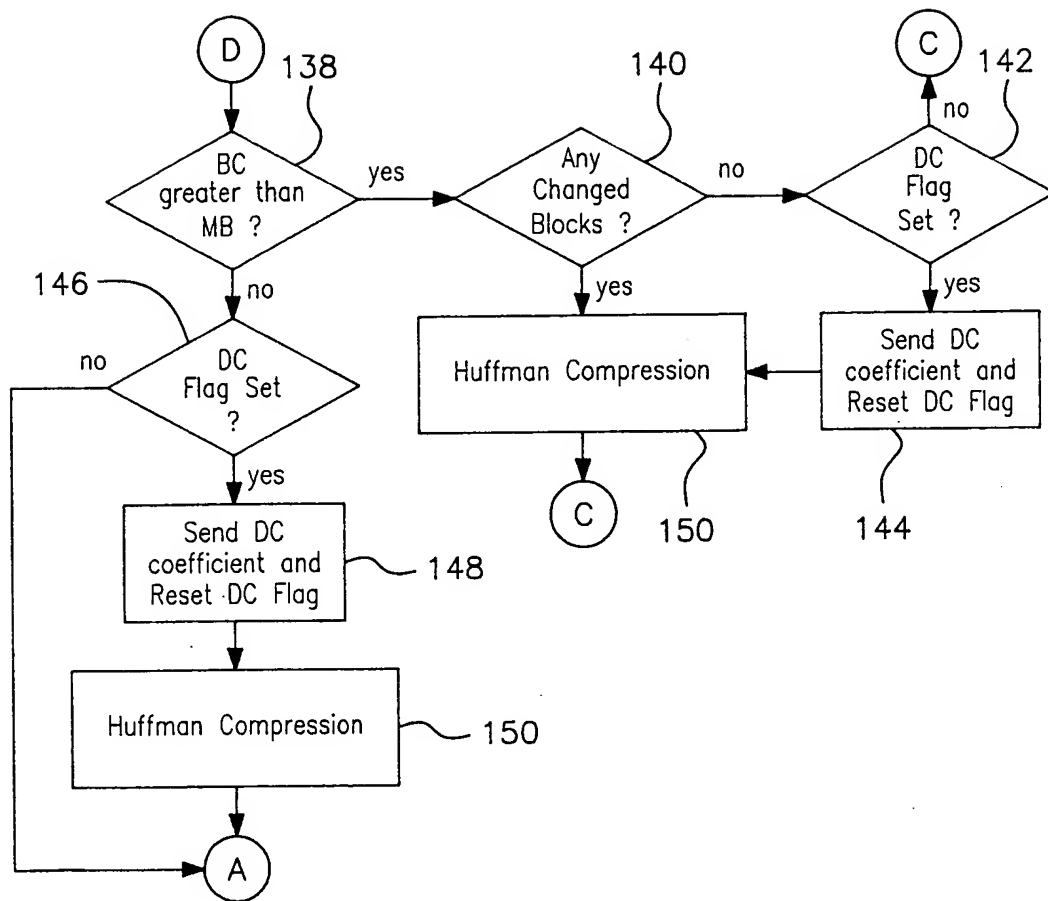 D
138
BC
greater than
MB ?
yes
no
140
Any
Changed
Blocks ?
no
yes
C
142
no
DC
Flag
Set ?
yes
146
no
DC
Flag Set
?
yes
Huffman Compression
150
C
Send DC
coefficient and
Reset DC Flag
144
Send DC
coefficient and
Reset DC Flag
148
Huffman Compression
150
A